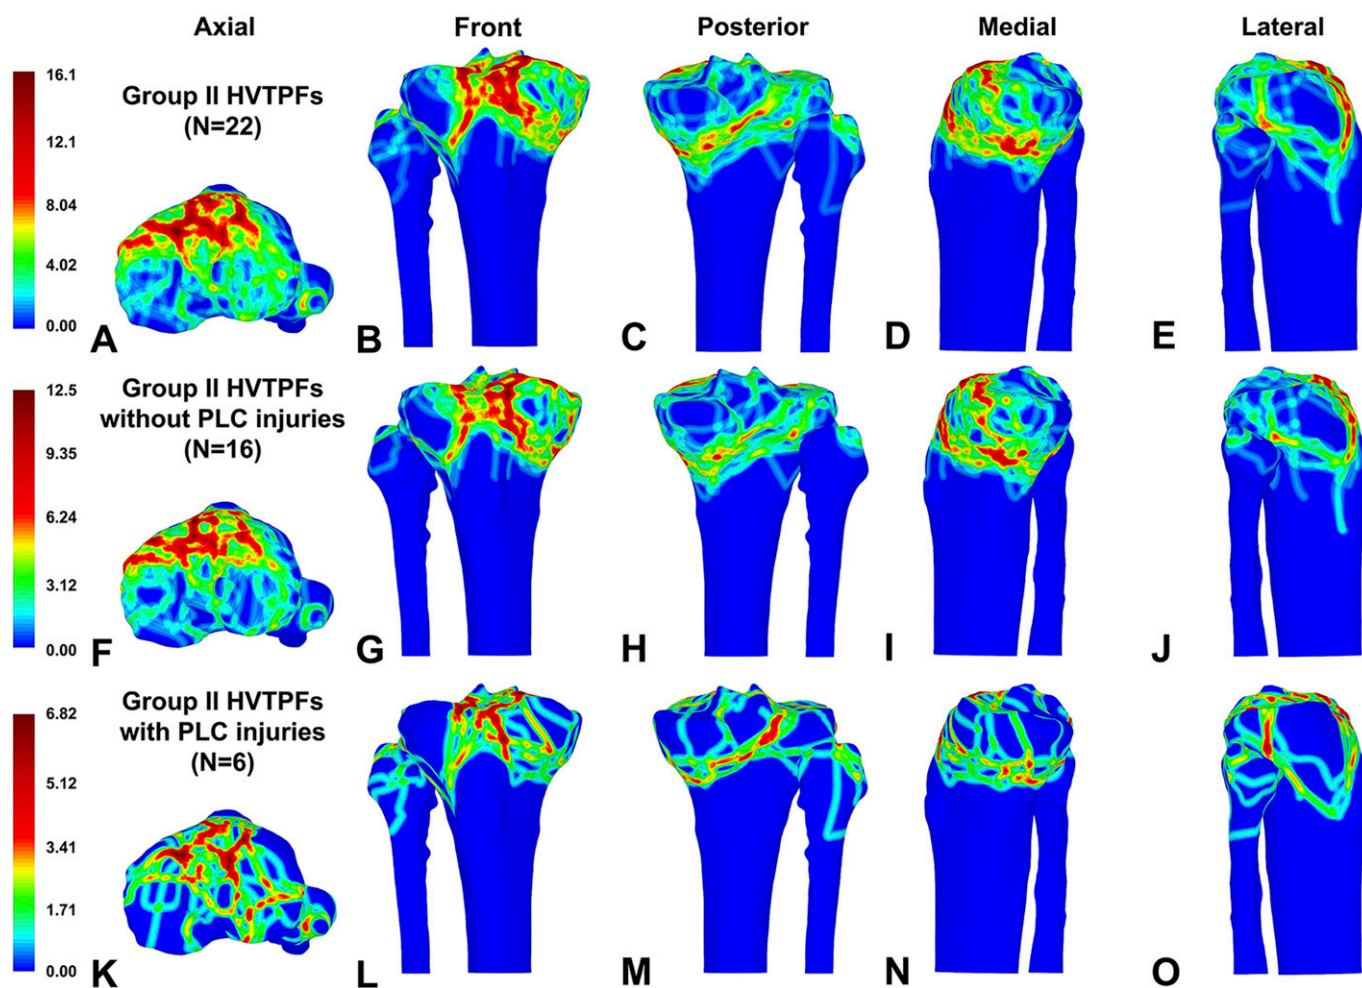 Axial Front Posterior Medial Lateral
16.1
12.1
8.04
4.02
0.00
Group II HVTPFs
(N=22)
A B C D E
12.5
9.35
6.24
3.12
0.00
Group II HVTPFs
without PLC injuries
(N=16)
F G H I J
6.82
5.12
3.41
1.71
0.00
Group II HVTPFs
with PLC injuries
(N=6)
K L M N O